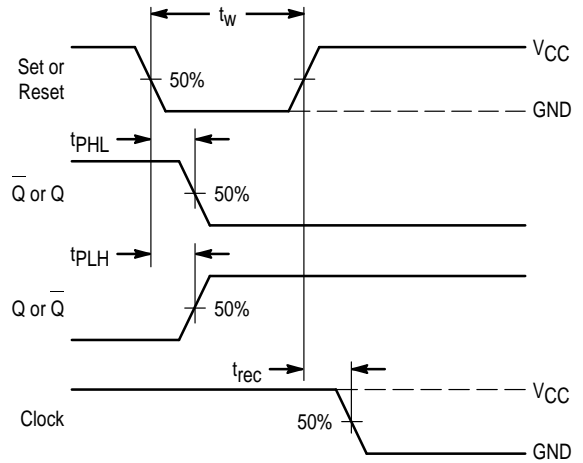 tw
Set or
Reset
50%
VCC
GND
tPHL
Q̅ or Q
50%
tPLH
Q or Q̅
50%
trec
Clock
50%
VCC
GND